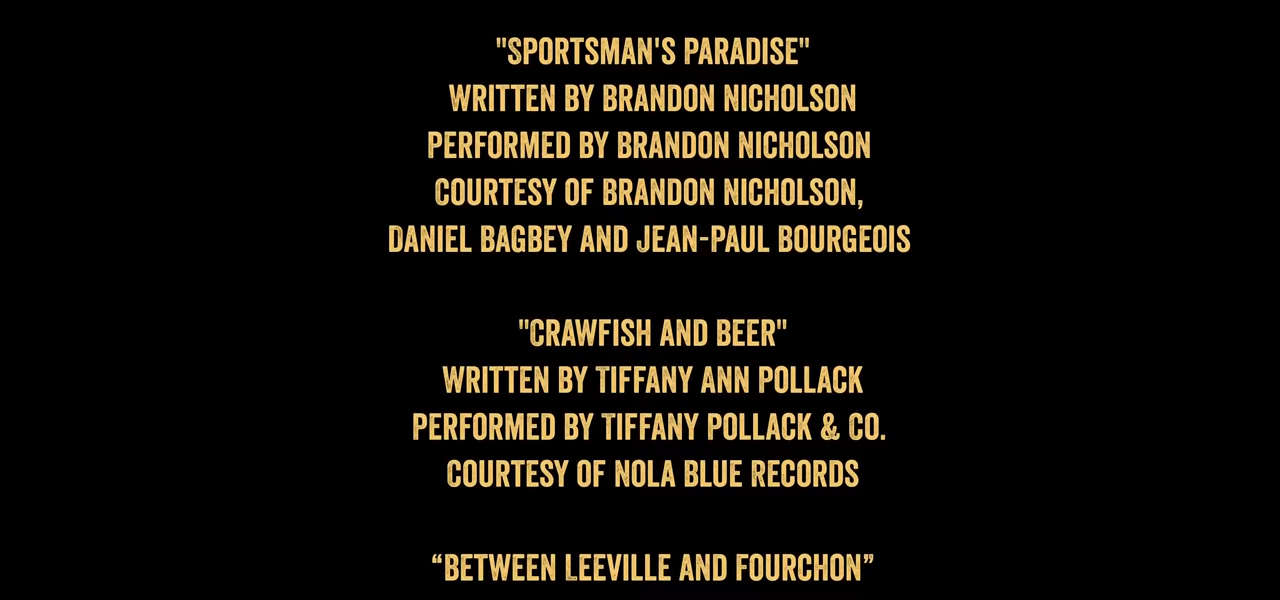 "SPORTSMAN'S PARADISE"
WRITTEN BY BRANDON NICHOLSON
PERFORMED BY BRANDON NICHOLSON
COURTESY OF BRANDON NICHOLSON,
DANIEL BAGBEY AND JEAN-PAUL BOURGEOIS
"CRAWFISH AND BEER"
WRITTEN BY TIFFANY ANN POLLACK
PERFORMED BY TIFFANY POLLACK & CO.
COURTESY OF NOLA BLUE RECORDS
“BETWEEN LEEVILLE AND FOURCHON”